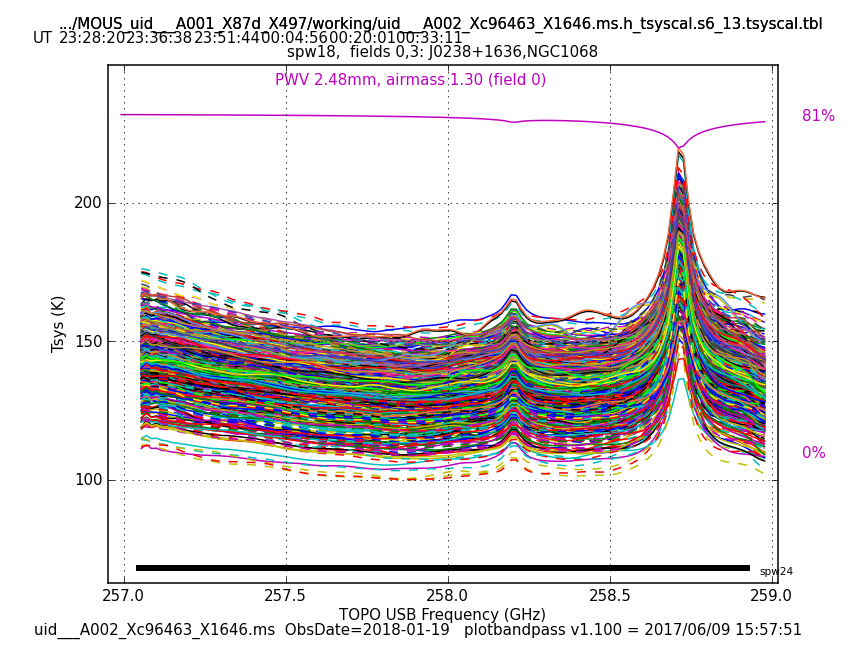 .../MOUS_uid___A001_X87d_X497/working/uid___A002_Xc96463_X1646.ms.h_tsyscal.s6_13.tsyscal.tbl
UT 23:28:20 23:36:38 23:51:44 00:04:56 00:20:01 00:33:11
spw18, fields 0,3: J0238+1636,NGC1068
PWV 2.48mm, airmass 1.30 (field 0)
81%
200
150
100
Tsys (K)
0%
spw24
257.0 257.5 258.0 258.5 259.0
TOPO USB Frequency (GHz)
uid___A002_Xc96463_X1646.ms ObsDate=2018-01-19 plotbandpass v1.100 = 2017/06/09 15:57:51